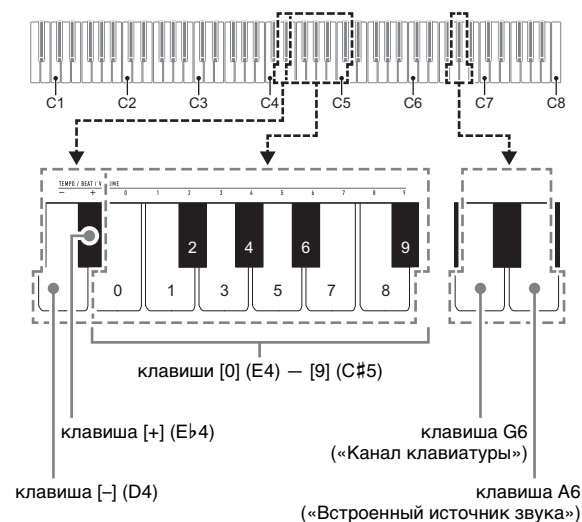 C1 C2 C3 C4 C5 C6 C7 C8
TEMPO / BEAT / V UME
− + 0 1 2 3 4 5 6 7 8 9
2 4 6 9
0 1 3 5 7 8
клавиши [0] (E4) — [9] (C♯5)
клавиша [+] (E♭4)
клавиша G6
(«Канал клавиатуры»)
клавиша [–] (D4)
клавиша A6
(«Встроенный источник звука»)